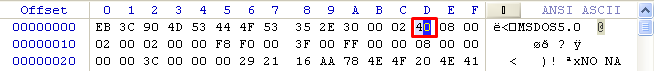 Offset 0 1 2 3 4 5 6 7 8 9 A B C D E F ANSI ASCII
00000000 EB 3C 90 4D 53 44 4F 53 35 2E 30 00 02 40 08 00 ë< MSDOS5.0 @
00000010 02 00 02 00 00 F8 F0 00 3F 00 FF 00 00 08 00 00 øð ? ÿ
00000020 00 00 3C 00 00 00 29 21 16 AA 78 4E 4F 20 4E 41 < )! ªxNO NA